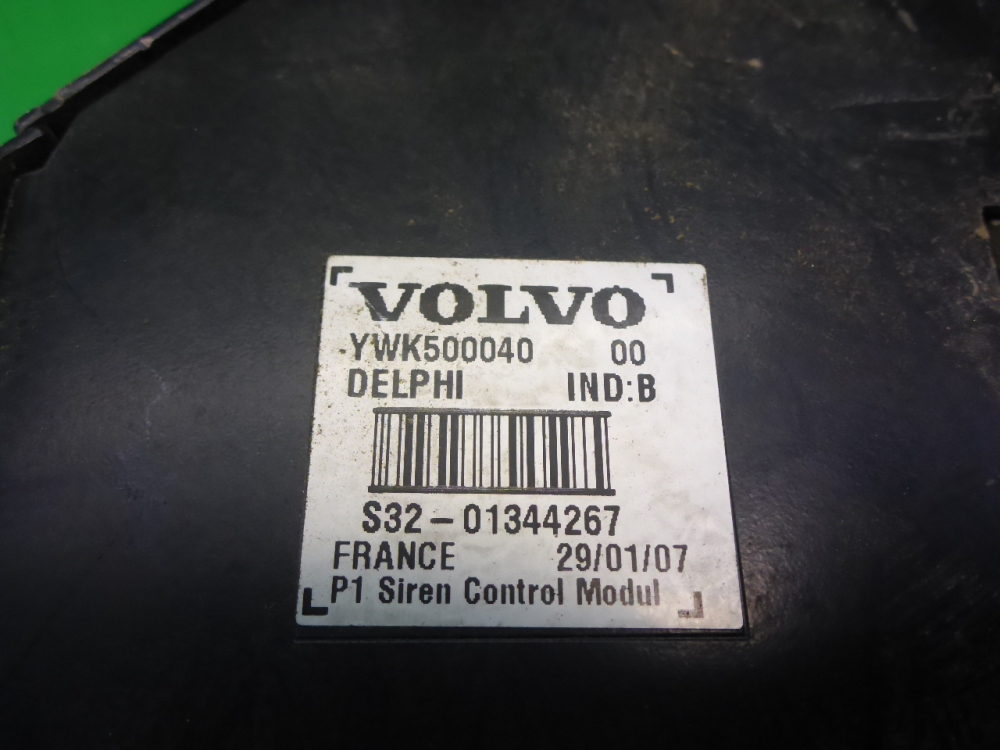 VOLVO
YWK500040 00
DELPHI IND:B
S32-01344267
FRANCE 29/01/07
P1 Siren Control Modul